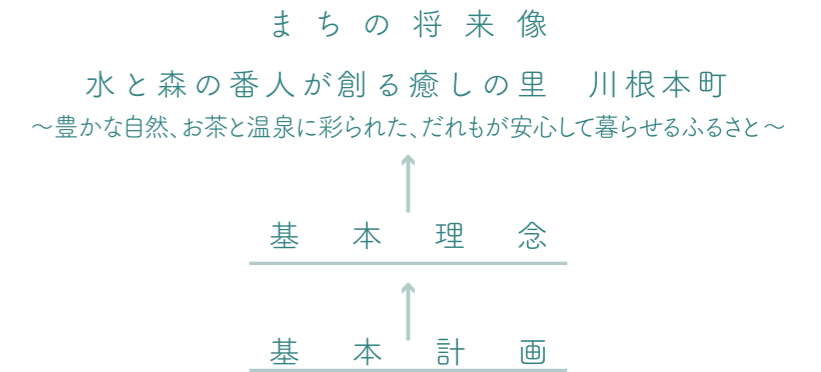 まちの将来像
水と森の番人が創る癒しの里　川根本町
～豊かな自然、お茶と温泉に彩られた、だれもが安心して暮らせるふるさと～
基本理念
基本計画